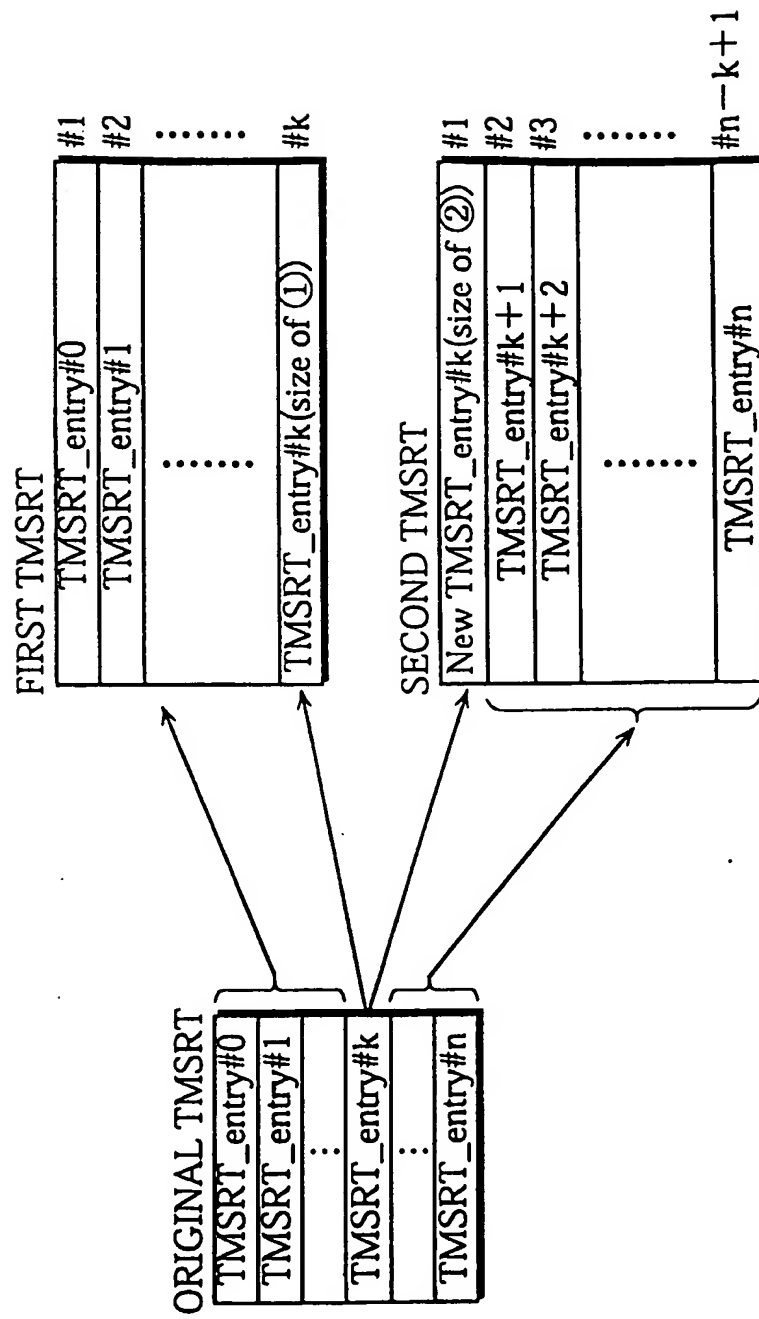 ORIGINAL TMSRT
TMSRT_entry#0
TMSRT_entry#1
...
TMSRT_entry#k
...
TMSRT_entry#n
FIRST TMSRT
TMSRT_entry#0 #1
TMSRT_entry#1 #2
....... .......
TMSRT_entry#k(size of ①) #k
SECOND TMSRT
New TMSRT_entry#k(size of ②) #1
TMSRT_entry#k+1 #2
TMSRT_entry#k+2 #3
....... .......
TMSRT_entry#n #n−k+1